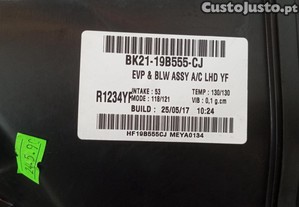 CustoJusto.pt
BK21-19B555-CJ
EVP & BLW ASSY A/C LHD YF
R1234YF
INTAKE : 53 TEMP : 130/130
MODE : 118/121 VIB : 0,1 g.cm
BUILD : 25/05/17 10:24
HF19B555CJ MEYA0134